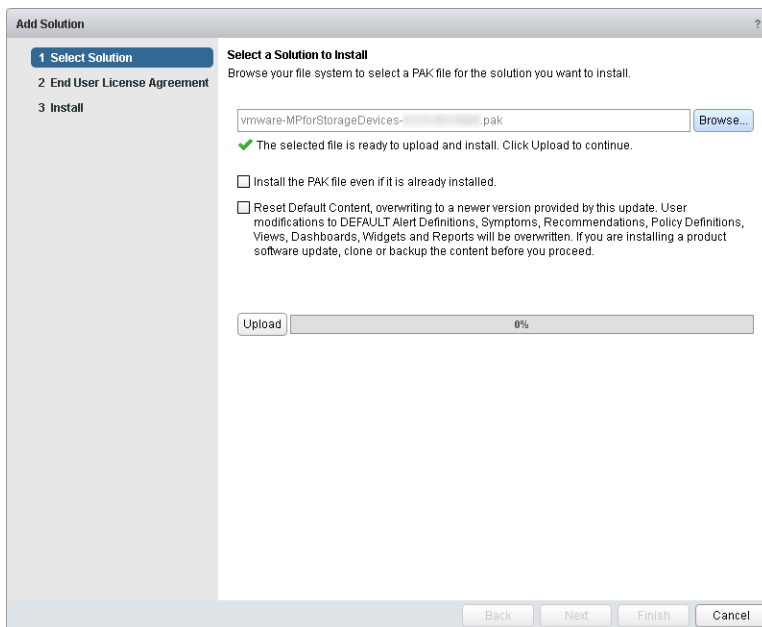 Add Solution ?
1 Select Solution
2 End User License Agreement
3 Install
Select a Solution to Install
Browse your file system to select a PAK file for the solution you want to install.
vmware-MPforStorageDevices- .pak
Browse...
The selected file is ready to upload and install. Click Upload to continue.
Install the PAK file even if it is already installed.
Reset Default Content, overwriting to a newer version provided by this update. User
modifications to DEFAULT Alert Definitions, Symptoms, Recommendations, Policy Definitions,
Views, Dashboards, Widgets and Reports will be overwritten. If you are installing a product
software update, clone or backup the content before you proceed.
Upload
0%
Back Next Finish Cancel